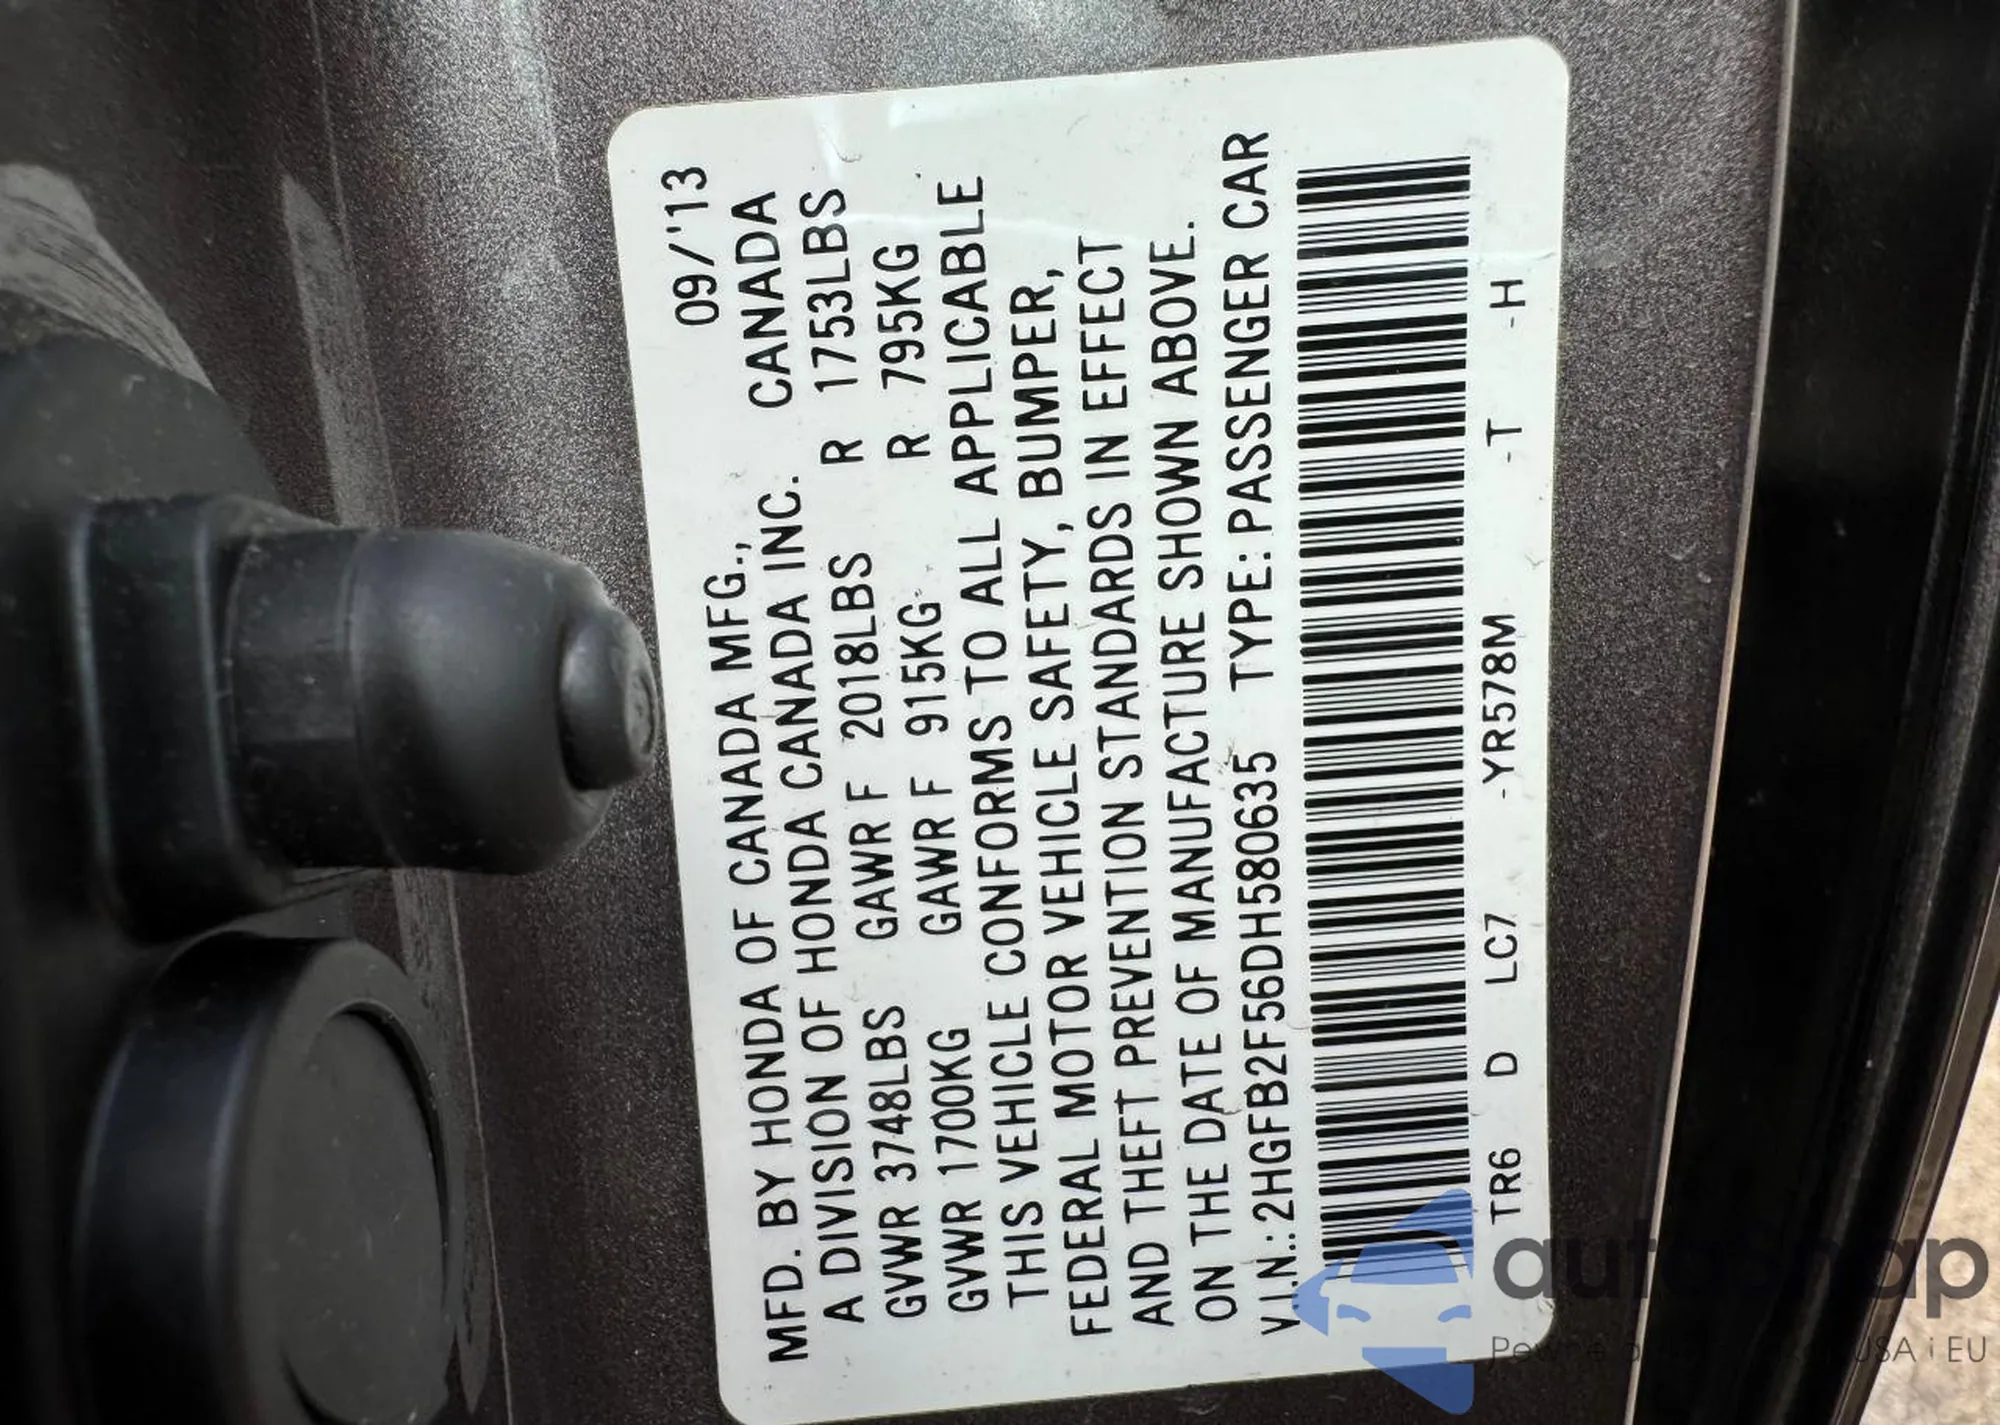 09/'13
MFD. BY HONDA OF CANADA MFG., CANADA
A DIVISION OF HONDA CANADA INC.
GVWR 3748LBS GAWR F 2018LBS R 1753LBS
GVWR 1700KG GAWR F 915KG R 795KG
THIS VEHICLE CONFORMS TO ALL APPLICABLE
FEDERAL MOTOR VEHICLE SAFETY, BUMPER,
AND THEFT PREVENTION STANDARDS IN EFFECT
ON THE DATE OF MANUFACTURE SHOWN ABOVE.
V.I.N.: 2HGFB2F56DH580635 TYPE: PASSENGER CAR
TR6 D LC7 -YR578M -T -H
USA i EU